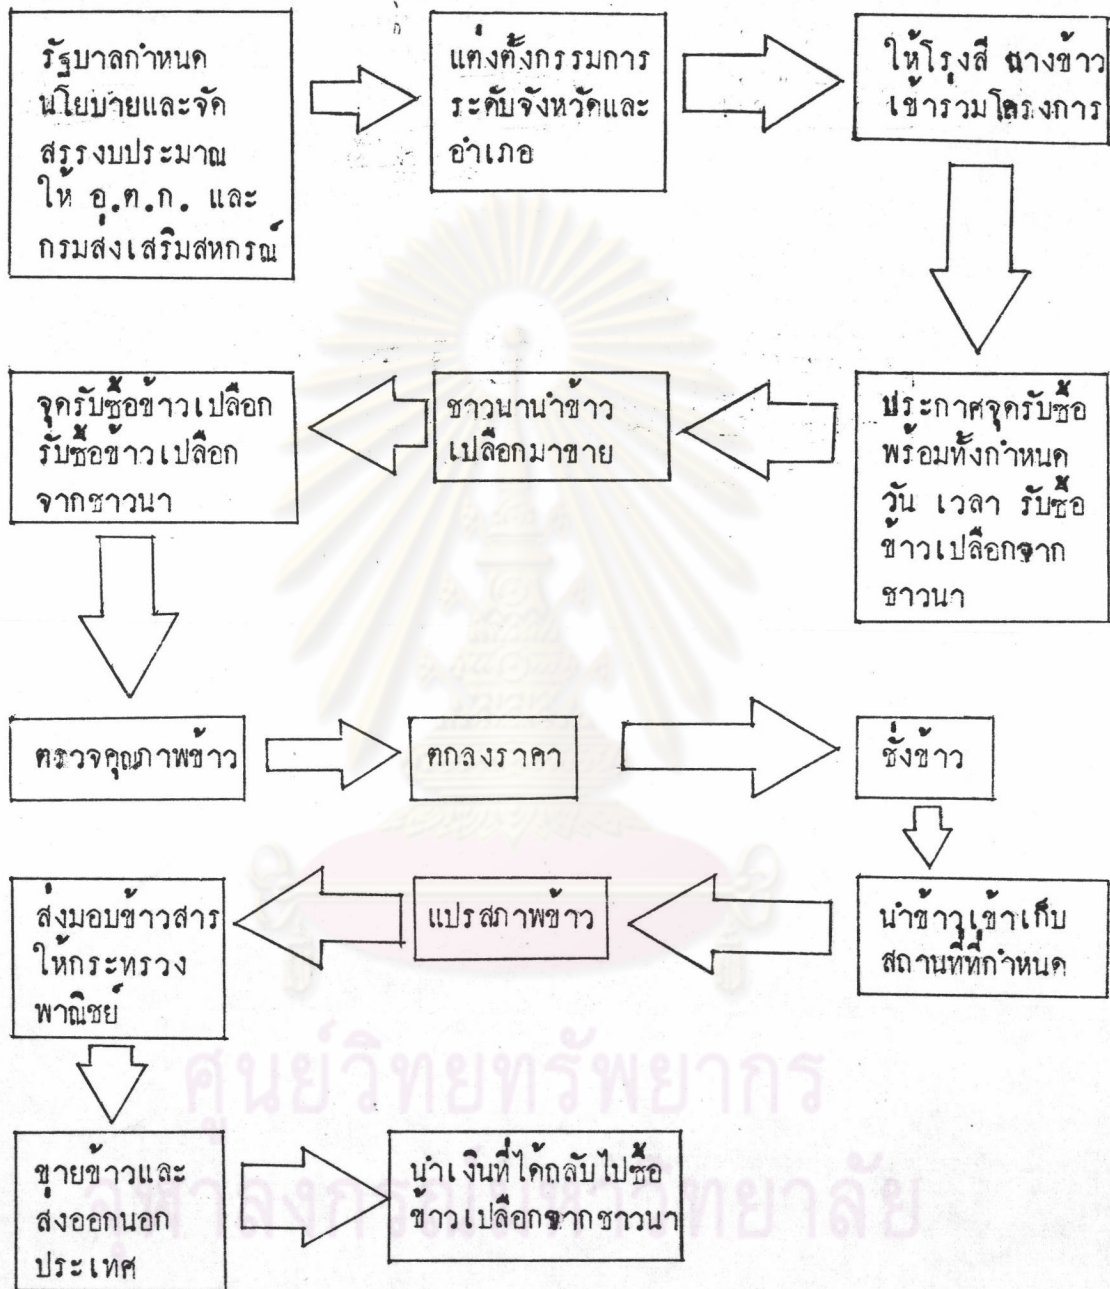 รัฐบาลกำหนด
นโยบายและจัด
สรรงบประมาณ
ให้ อ.ต.ก. และ
กรมส่งเสริมสหกรณ์
แต่งตั้งกรรมการ
ระดับจังหวัดและ
อำเภอ
ให้โรงสี ฉางข้าว
เข้าร่วมโครงการ
ประกาศจุดรับซื้อ
พร้อมทั้งกำหนด
วัน เวลา รับซื้อ
ข้าวเปลือกจาก
ชาวนา
ชาวนานำข้าว
เปลือกมาขาย
จุดรับซื้อข้าวเปลือก
รับซื้อข้าวเปลือก
จากชาวนา
ตรวจคุณภาพข้าว
ตกลงราคา
ชั่งข้าว
นำข้าวเข้าเก็บ
สถานที่ที่กำหนด
แปรสภาพข้าว
ส่งมอบข้าวสาร
ให้กระทรวง
พาณิชย์
ขายข้าวและ
ส่งออกนอก
ประเทศ
นำเงินที่ได้กลับไปซื้อ
ข้าวเปลือกจากชาวนา
ศูนย์วิทยทรัพยากร
จุฬาลงกรณ์มหาวิทยาลัย